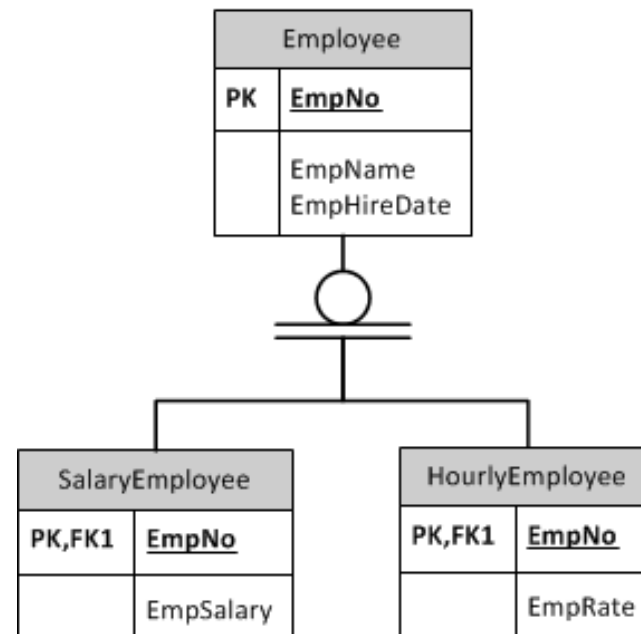 Employee
PK EmpNo
EmpName
EmpHireDate
SalaryEmployee
PK,FK1 EmpNo
EmpSalary
HourlyEmployee
PK,FK1 EmpNo
EmpRate